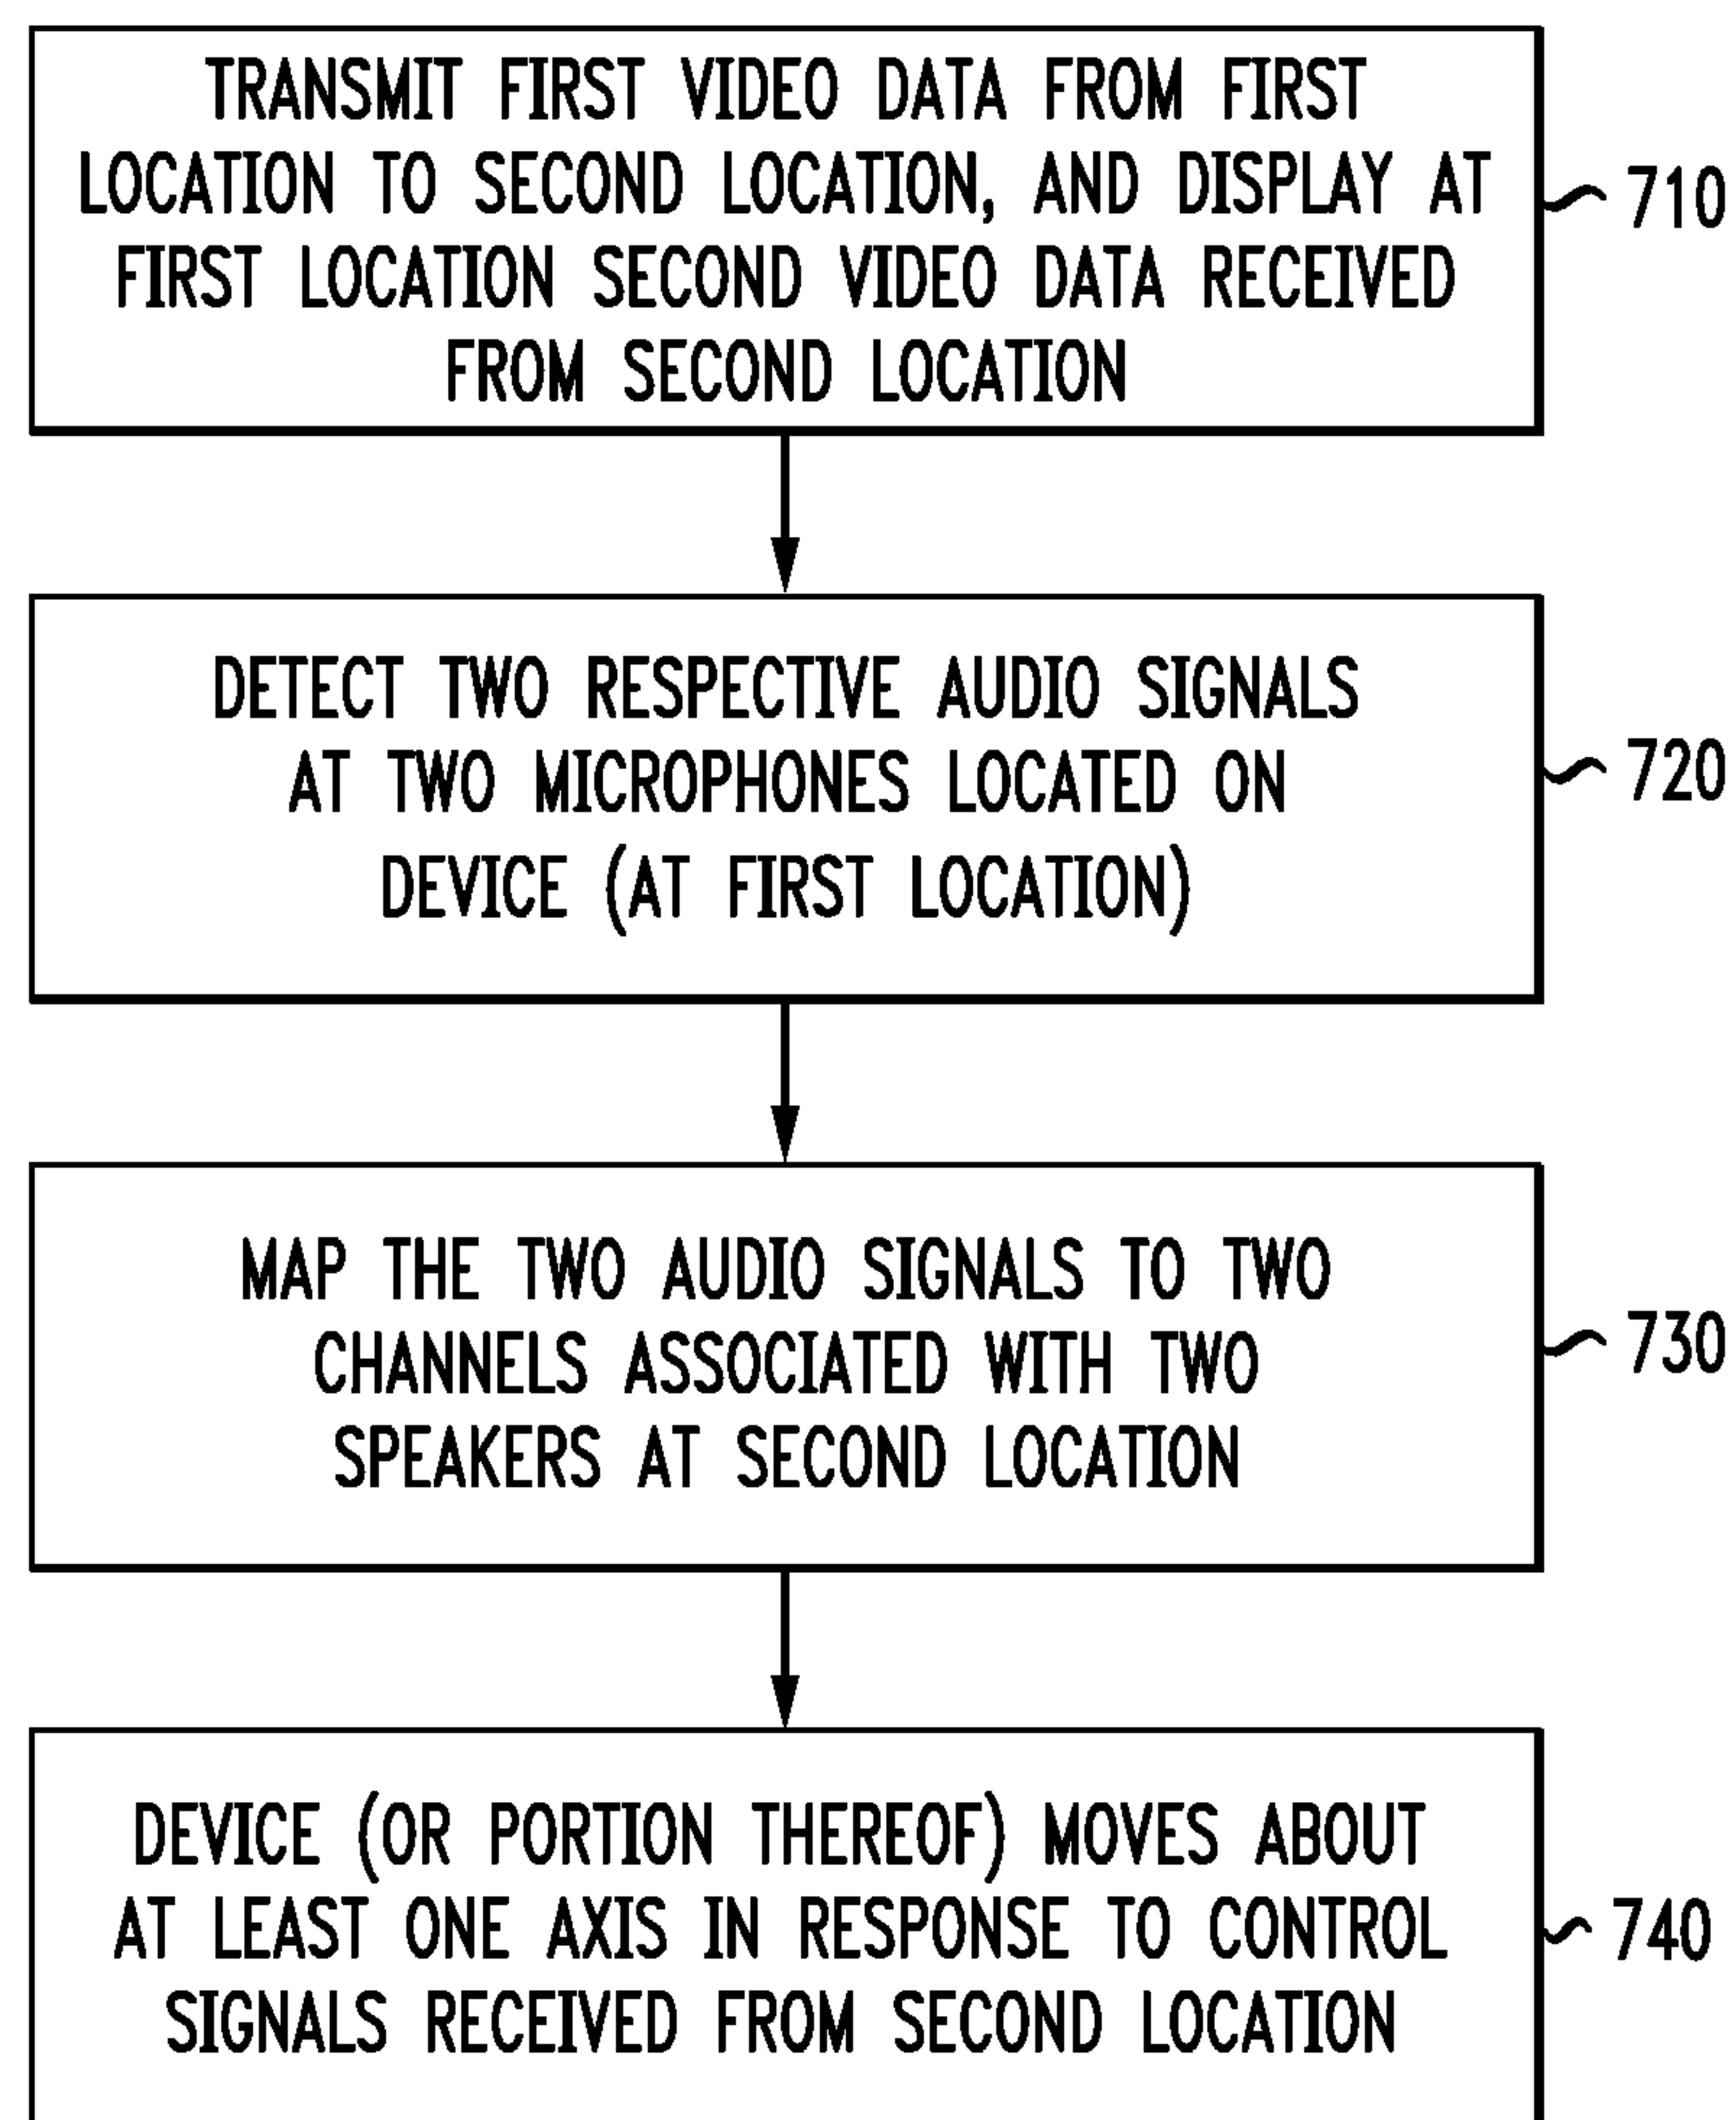 TRANSMIT FIRST VIDEO DATA FROM FIRST
LOCATION TO SECOND LOCATION, AND DISPLAY AT
FIRST LOCATION SECOND VIDEO DATA RECEIVED
FROM SECOND LOCATION
710
DETECT TWO RESPECTIVE AUDIO SIGNALS
AT TWO MICROPHONES LOCATED ON
DEVICE (AT FIRST LOCATION)
720
MAP THE TWO AUDIO SIGNALS TO TWO
CHANNELS ASSOCIATED WITH TWO
SPEAKERS AT SECOND LOCATION
730
DEVICE (OR PORTION THEREOF) MOVES ABOUT
AT LEAST ONE AXIS IN RESPONSE TO CONTROL
SIGNALS RECEIVED FROM SECOND LOCATION
740